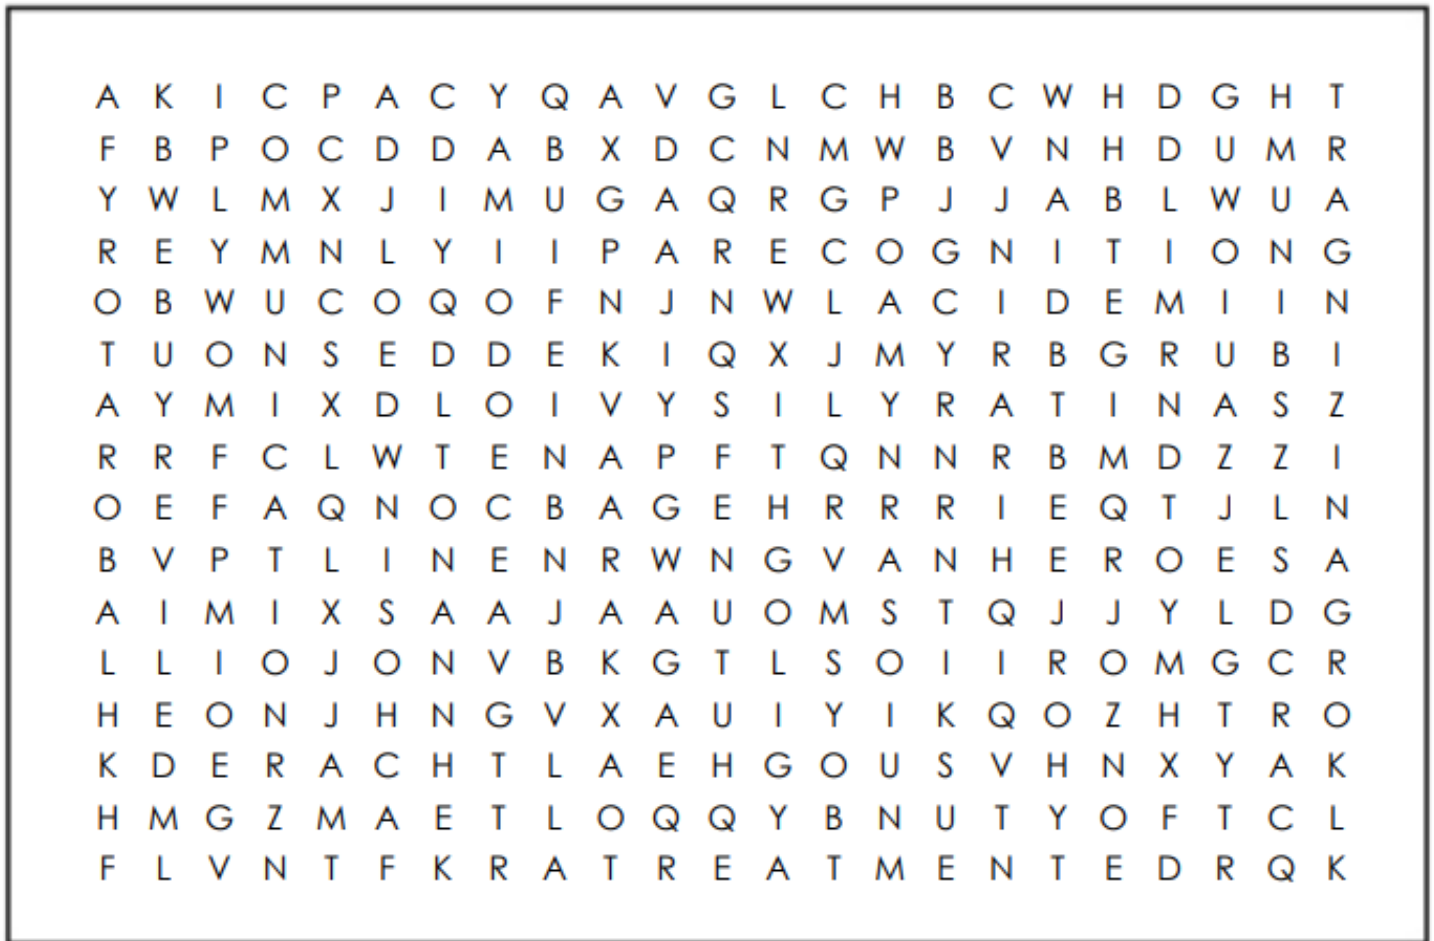 A K I C P A C Y Q A V G L C H B C W H D G H T
F B P O C D D A B X D C N M W B V N H D U M R
Y W L M X J I M U G A Q R G P J J A B L W U A
R E Y M N L Y I I P A R E C O G N I T I O N G
O B W U C O Q O F N J N W L A C I D E M I I N
T U O N S E D D E K I Q X J M Y R B G R U B I
A Y M I X D L O I V Y S I L Y R A T I N A S Z
R R F C L W T E N A P F T Q N N R B M D Z Z I
O E F A Q N O C B A G E H R R R I E Q T J L N
B V P T L I N E N R W N G V A N H E R O E S A
A I M I X S A A J A A U O M S T Q J J Y L D G
L L I O J O N V B K G T L S O I I R O M G C R
H E O N J H N G V X A U I Y I K Q O Z H T R O
K D E R A C H T L A E H G O U S V H N X Y A K
H M G Z M A E T L O Q Q Y B N U T Y O F T C L
F L V N T F K R A T R E A T M E N T E D R Q K